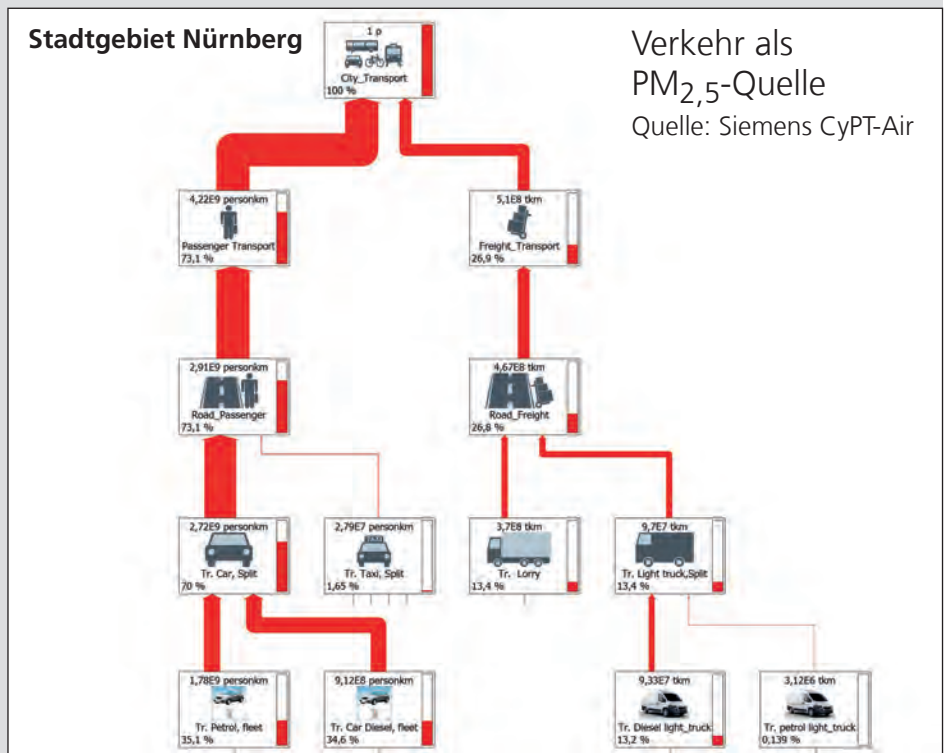 Stadtgebiet Nürnberg
Verkehr als
PM2,5-Quelle
Quelle: Siemens CyPT-Air
1 p
City_Transport
100 %
4,22E9 personkm
Passenger Transport
73,1 %
5,1E8 tkm
Freight_Transport
26,9 %
2,91E9 personkm
Road_Passenger
73,1 %
4,67E8 tkm
Road_Freight
26,8 %
2,72E9 personkm
Tr. Car, Split
70 %
2,79E7 personkm
Tr. Taxi, Split
1,65 %
3,7E8 tkm
Tr. Lorry
13,4 %
9,7E7 tkm
Tr. Light truck,Split
13,4 %
1,78E9 personkm
Tr. Petrol, fleet
35,1 %
9,12E8 personkm
Tr. Car Diesel, fleet
34,6 %
9,33E7 tkm
Tr. Diesel light_truck
13,2 %
3,12E6 tkm
Tr. petrol light_truck
0,139 %